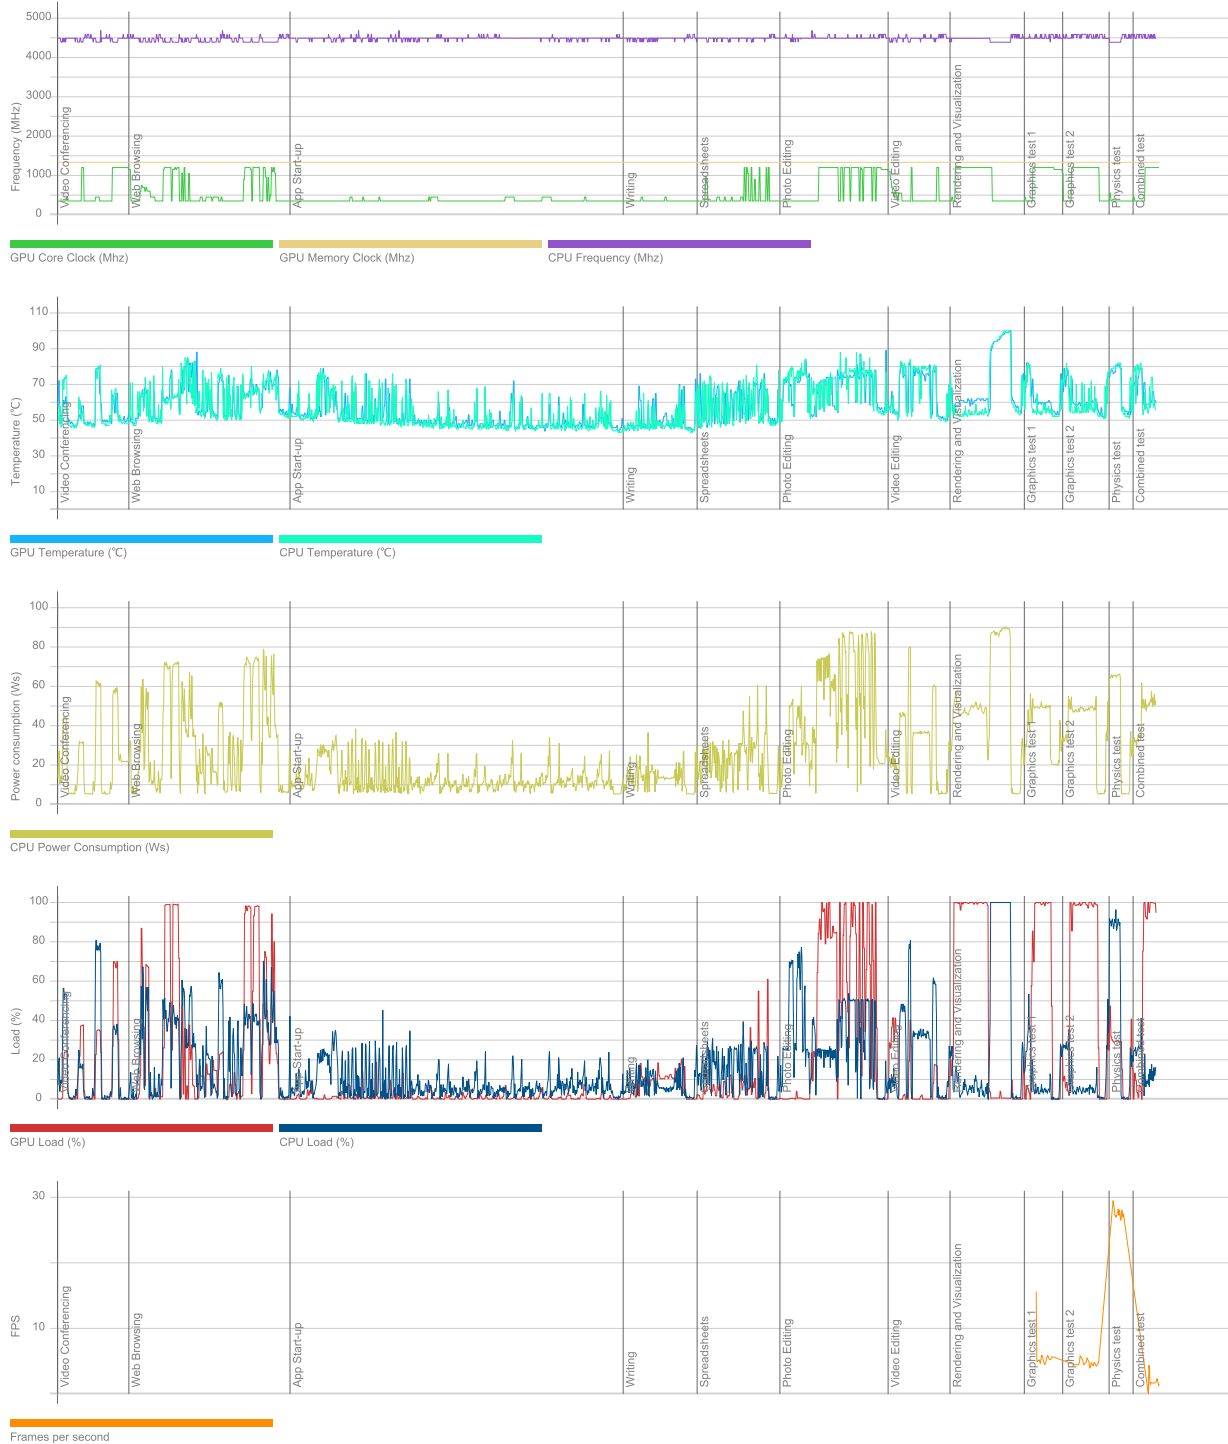 5000
4000
3000
2000
1000
0
Frequency (MHz)
Video Conferencing
Web Browsing
App Start-up
Writing
Spreadsheets
Photo Editing
Video Editing
Rendering and Visualization
Graphics test 1
Graphics test 2
Physics test
Combined test
GPU Core Clock (Mhz)
GPU Memory Clock (Mhz)
CPU Frequency (Mhz)
110
90
70
50
30
10
Temperature (℃)
Video Conferencing
Web Browsing
App Start-up
Writing
Spreadsheets
Photo Editing
Video Editing
Rendering and Visualization
Graphics test 1
Graphics test 2
Physics test
Combined test
GPU Temperature (℃)
CPU Temperature (℃)
100
80
60
40
20
0
Power consumption (Ws)
Video Conferencing
Web Browsing
App Start-up
Writing
Spreadsheets
Photo Editing
Video Editing
Rendering and Visualization
Graphics test 1
Graphics test 2
Physics test
Combined test
CPU Power Consumption (Ws)
100
80
60
40
20
0
Load (%)
Video Conferencing
Web Browsing
App Start-up
Writing
Spreadsheets
Photo Editing
Video Editing
Rendering and Visualization
Graphics test 1
Graphics test 2
Physics test
Combined test
GPU Load (%)
CPU Load (%)
30
10
FPS
Video Conferencing
Web Browsing
App Start-up
Writing
Spreadsheets
Photo Editing
Video Editing
Rendering and Visualization
Graphics test 1
Graphics test 2
Physics test
Combined test
Frames per second